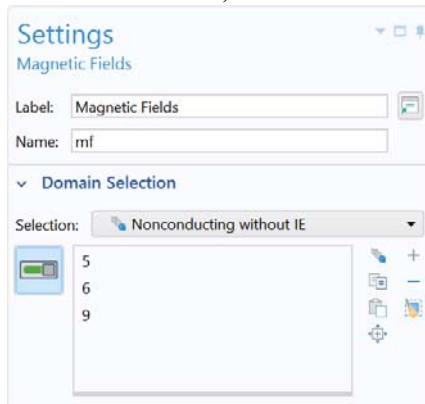 Settings
Magnetic Fields
Label: Magnetic Fields
Name: mf
Domain Selection
Selection: Nonconducting without IE
5
6
9